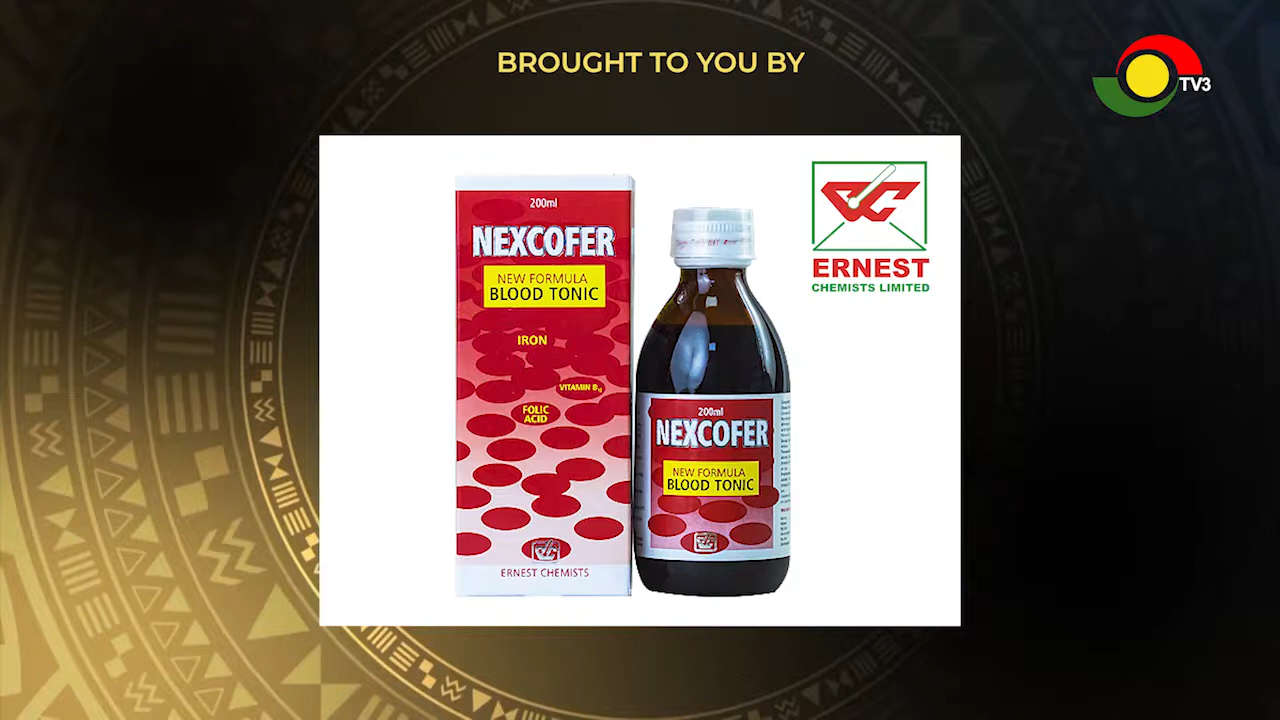 BROUGHT TO YOU BY
TV3
200ml
NEXCOFER
NEW FORMULA
BLOOD TONIC
IRON
VITAMIN B12
FOLIC
ACID
ERNEST CHEMISTS
200ml
NEXCOFER
NEW FORMULA
BLOOD TONIC
ERNEST
CHEMISTS LIMITED